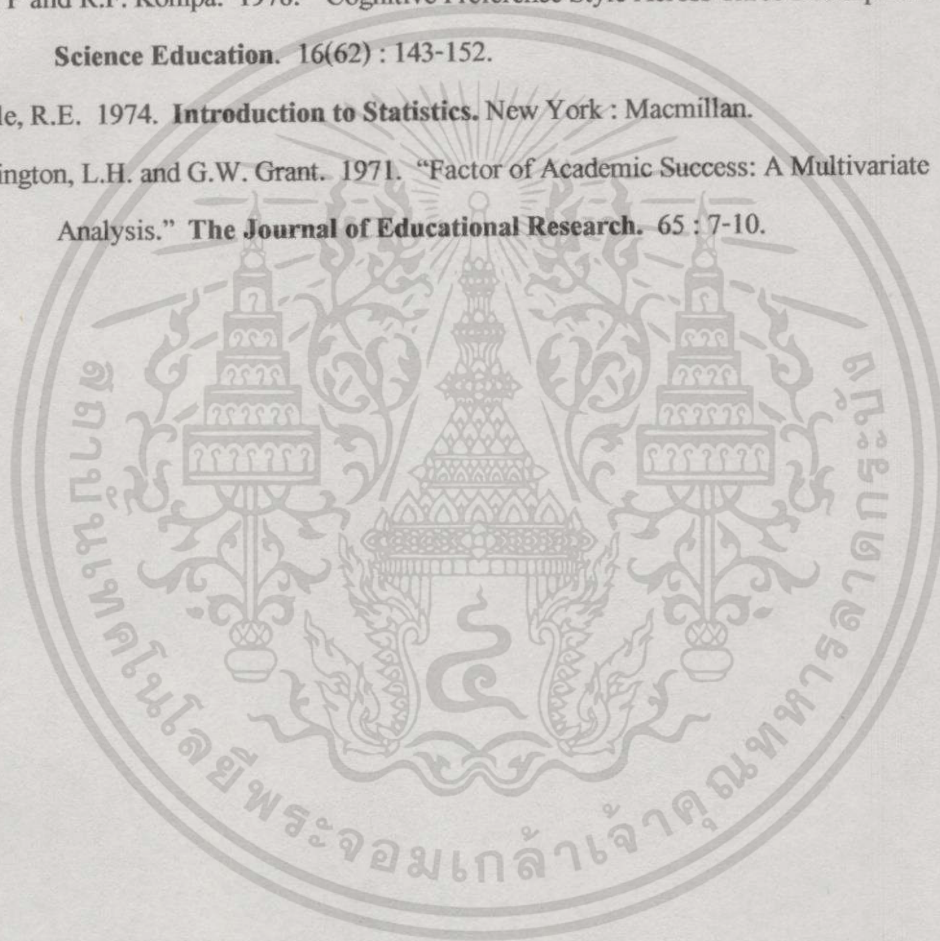 and R.F. Kempa. 1978. "Cognitive Preference Style Across
Science Education. 16(62) : 143-152.
le, R.E. 1974. Introduction to Statistics. New York : Macmillan.
ington, L.H. and G.W. Grant. 1971. "Factor of Academic Success: A Multivariate
Analysis." The Journal of Educational Research. 65 : 7-10.
สถาบันเทคโนโลยีพระจอมเกล้าเจ้าคุณทหารลาดกระบัง
๔